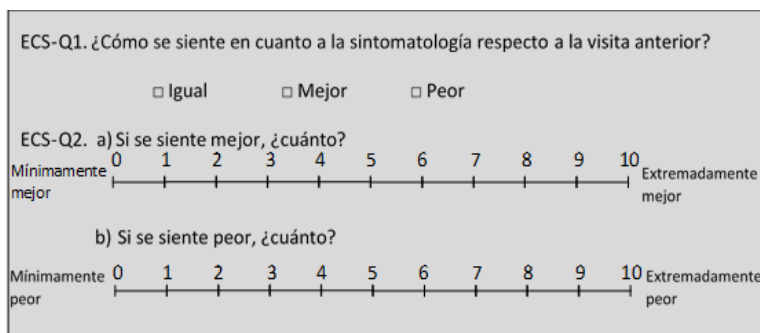 ECS-Q1. ¿Cómo se siente en cuanto a la sintomatología respecto a la visita anterior?
□ Igual □ Mejor □ Peor
ECS-Q2. a) Si se siente mejor, ¿cuánto?
Mínimamente mejor 0 1 2 3 4 5 6 7 8 9 10 Extremadamente mejor
b) Si se siente peor, ¿cuánto?
Mínimamente peor 0 1 2 3 4 5 6 7 8 9 10 Extremadamente peor